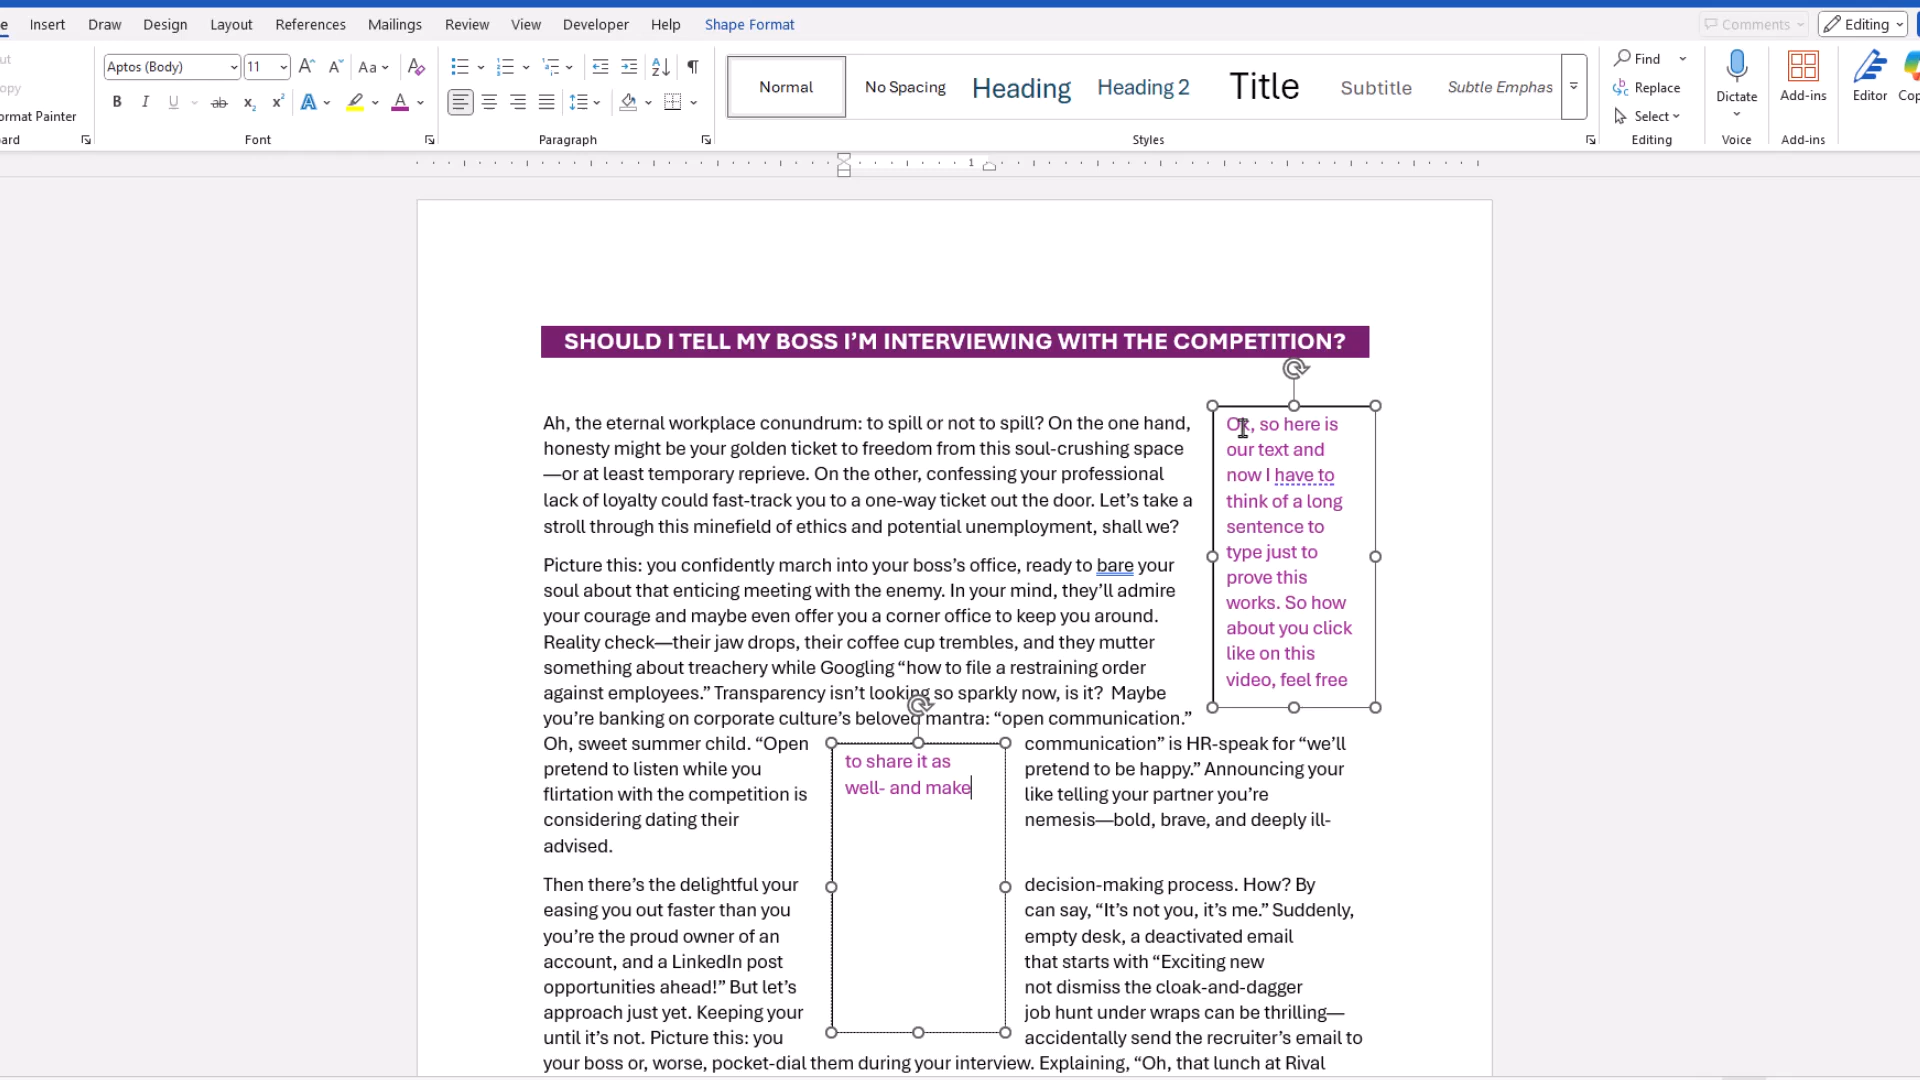 Insert Draw Design Layout References Mailings Review View Developer Help Shape Format
Comments Editing
Aptos (Body) 11 Aa
Normal No Spacing Heading Heading 2 Title Subtitle Subtle Emphas
Find
Replace
Select
Dictate Add-ins Editor
ormat Painter
Font Paragraph Styles Editing Voice Add-ins
1
SHOULD I TELL MY BOSS I’M INTERVIEWING WITH THE COMPETITION?
Ah, the eternal workplace conundrum: to spill or not to spill? On the one hand,
honesty might be your golden ticket to freedom from this soul-crushing space
—or at least temporary reprieve. On the other, confessing your professional
lack of loyalty could fast-track you to a one-way ticket out the door. Let’s take a
stroll through this minefield of ethics and potential unemployment, shall we?
Picture this: you confidently march into your boss’s office, ready to bare your
soul about that enticing meeting with the enemy. In your mind, they’ll admire
your courage and maybe even offer you a corner office to keep you around.
Reality check—their jaw drops, their coffee cup trembles, and they mutter
something about treachery while Googling “how to file a restraining order
against employees.” Transparency isn’t looking so sparkly now, is it? Maybe
you’re banking on corporate culture’s beloved mantra: “open communication.”
Oh, sweet summer child. “Open communication” is HR-speak for “we’ll
pretend to listen while you pretend to be happy.” Announcing your
flirtation with the competition is like telling your partner you’re
considering dating their nemesis—bold, brave, and deeply ill-
advised.
Then there’s the delightful your decision-making process. How? By
easing you out faster than you can say, “It’s not you, it’s me.” Suddenly,
you’re the proud owner of an empty desk, a deactivated email
account, and a LinkedIn post that starts with “Exciting new
opportunities ahead!” But let’s not dismiss the cloak-and-dagger
approach just yet. Keeping your job hunt under wraps can be thrilling—
until it’s not. Picture this: you accidentally send the recruiter’s email to
your boss or, worse, pocket-dial them during your interview. Explaining, “Oh, that lunch at Rival
Ok, so here is
our text and
now I have to
think of a long
sentence to
type just to
prove this
works. So how
about you click
like on this
video, feel free
to share it as
well- and make